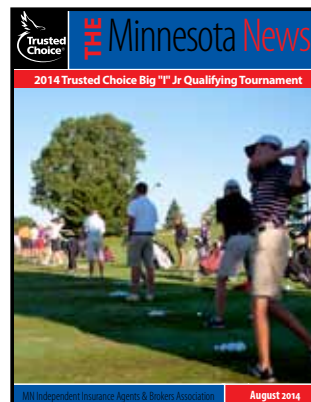 Trusted
Choice®
THE Minnesota News
2014 Trusted Choice Big "I" Jr Qualifying Tournament
MN Independent Insurance Agents & Brokers Association
August 2014